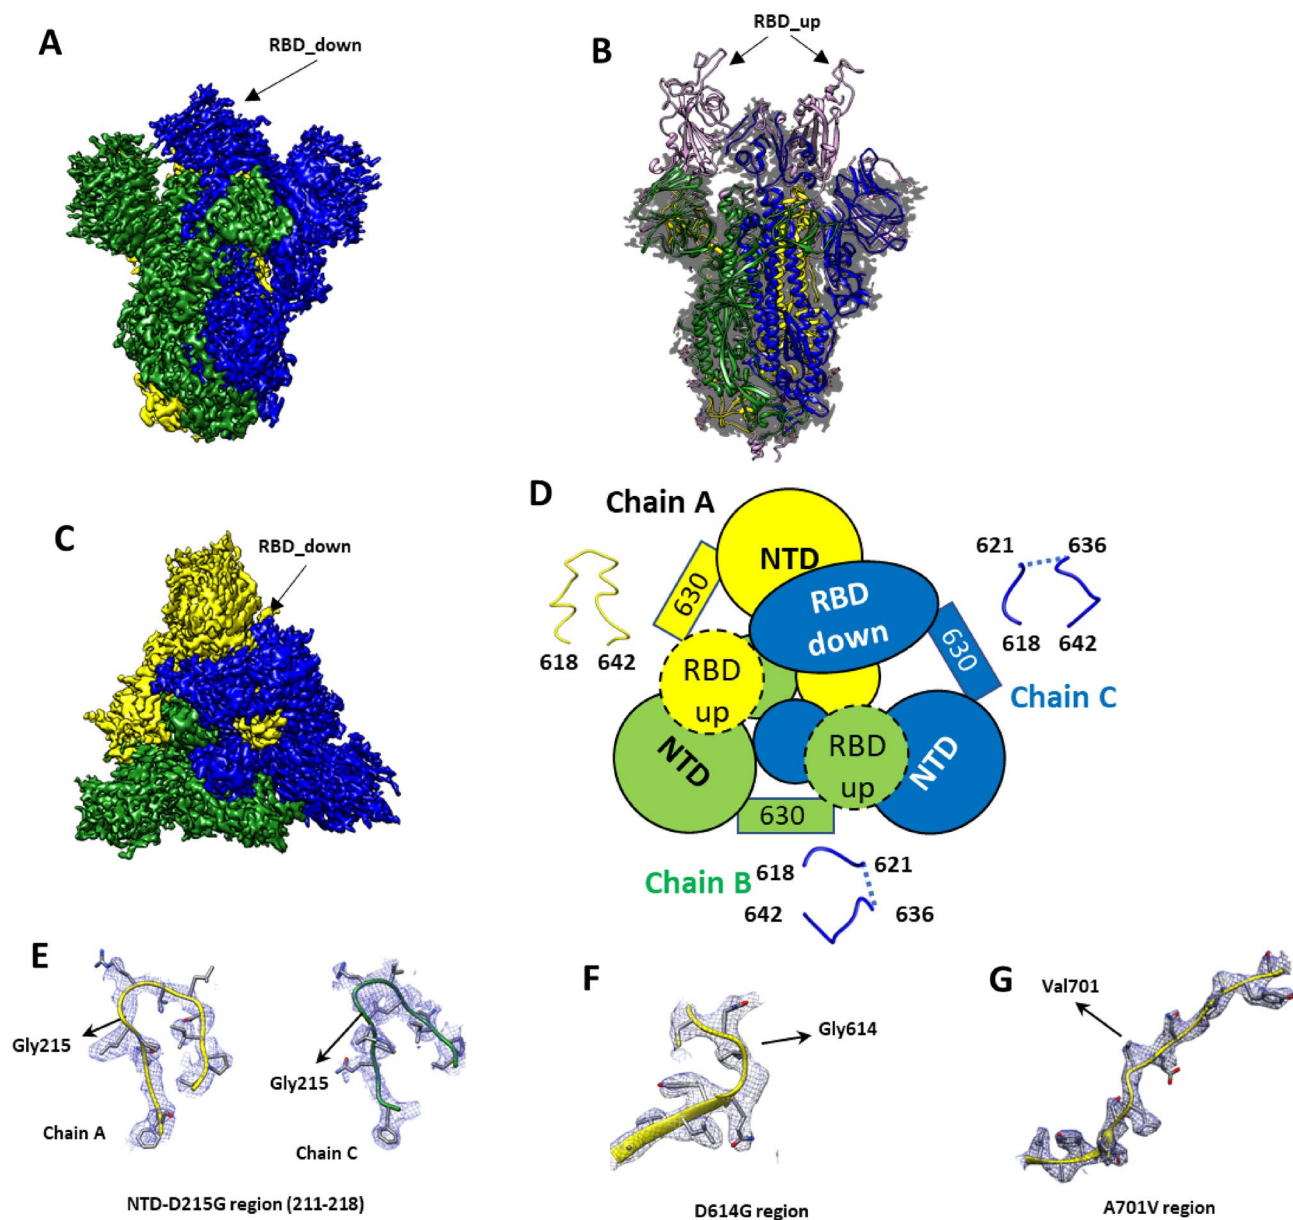 A
RBD_down
B
RBD_up
C
RBD_down
D
Chain A
NTD
630
RBD
down
618 642
RBD
up
NTD
621 636
618 642
630
Chain C
RBD
up
NTD
630
Chain B
618 621
642 636
E
Gly215
Chain A
Gly215
Chain C
NTD-D215G region (211-218)
F
Gly614
D614G region
G
Val701
A701V region